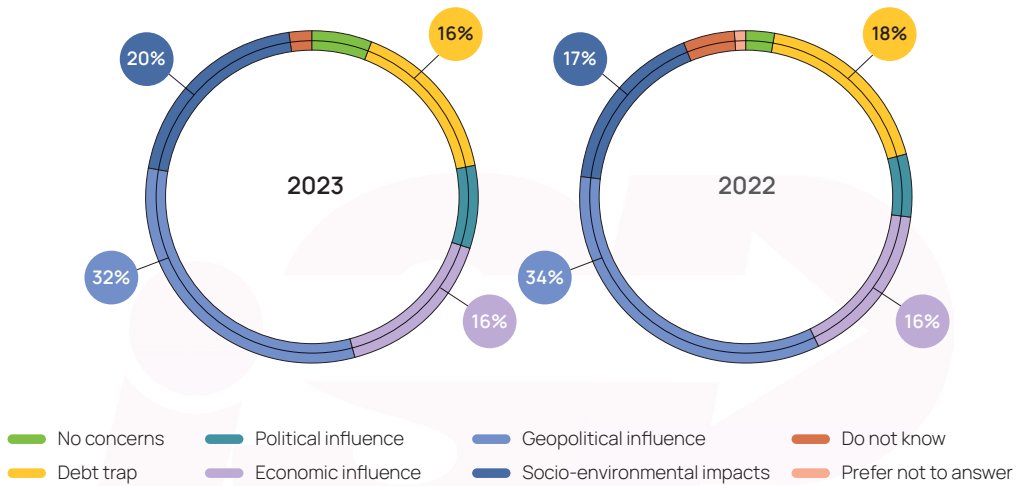 16%
20%
2023
32%
16%
18%
17%
2022
34%
16%
No concerns
Political influence
Geopolitical influence
Do not know
Debt trap
Economic influence
Socio-environmental impacts
Prefer not to answer